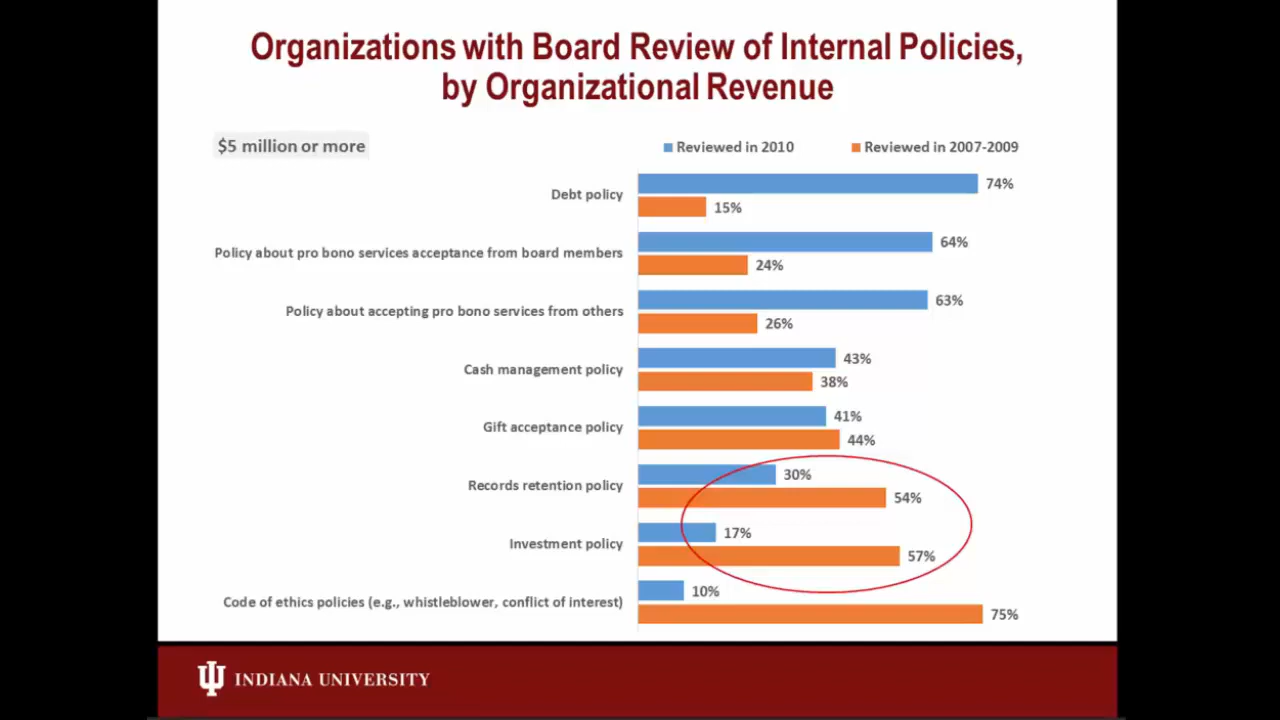 Organizations with Board Review of Internal Policies,
by Organizational Revenue
$5 million or more
Reviewed in 2010
Reviewed in 2007-2009
Debt policy
74%
15%
Policy about pro bono services acceptance from board members
64%
24%
Policy about accepting pro bono services from others
63%
26%
Cash management policy
43%
38%
Gift acceptance policy
41%
44%
Records retention policy
30%
54%
Investment policy
17%
57%
Code of ethics policies (e.g., whistleblower, conflict of interest)
10%
75%
INDIANA UNIVERSITY